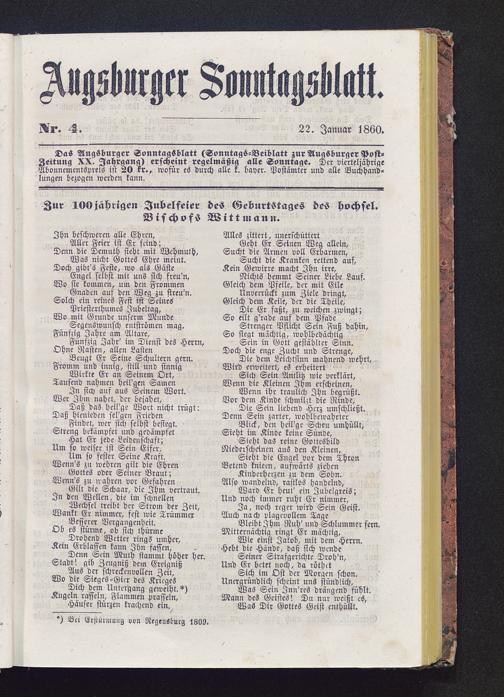 Augsburger Sonntagsblatt.
Nr. 4.
22. Januar 1860.
Das Augsburger Sonntagsblatt (Sonntags-Beiblatt zur Augsburger Post-
Zeitung XX. Jahrgang) erscheint regelmäßig alle Sonntage. Der vierteljährige
Abonnementspreis ist 20 kr., wofür es durch alle k. bayer. Postämter und alle Buchhand-
lungen bezogen werden kann.
Zur 100jährigen Jubelfeier des Geburtstages des hochsel.
Bischofs Wittmann.
Ihn beschweren alle Ehren,
Aller Feier ist Er feind;
Denn die Demuth sieht mit Wehmuth,
Was nicht Gottes Ehre meint.
Doch gibt's Feste, wo als Gäste
Engel selbst mit uns sich freu'n,
Wo sie kommen, um den Frommen
Gnaden auf den Weg zu streu'n.
Solch ein reines Fest ist Seines
Priesterthumes Jubeltag,
Wo mit Grunde unserm Munde
Segenswunsch entströmen mag.
Fünfzig Jahre am Altare,
Fünfzig Jahr' im Dienst des Herrn,
Ohne Rasten, allen Lasten
Beugt Er Seine Schultern gern.
Fromm und innig, still und sinnig
Wirkte Er an Seinem Ort,
Tausend nahmen heil'gen Samen
In sich auf aus Seinem Wort.
Wer Ihm nahet, der bejahet,
Daß das heil'ge Wort nicht trügt:
Daß hienieden sel'gen Frieden
Findet, wer sich selbst besiegt.
Streng bekämpft und gedämpfet
Hat Er jede Leidenschaft;
Um so weiser ist Sein Eifer,
Um so fester Seine Kraft.
Wenn's zu wehren gilt die Ehren
Gottes oder Seiner Braut;
Wenn's zu wahren vor Gefahren
Gilt die Schaar, die Ihm vertraut.
In den Wellen, die im schnellen
Wechsel treibt der Strom der Zeit,
Wankt Er nimmer, fest wie Trümmer
Besserer Vergangenheit.
Ob es stürme, ob sich thürme
Drohend Wetter rings umher,
Kein Erblassen kann Ihn fassen,
Denn Sein Muth stammt höher her.
Stadt! gib Zeugniß dem Ereigniß
Aus der schreckenvollen Zeit,
Wo die Sieges-Gier des Krieges
Dich dem Untergang geweiht.*)
Kugeln rasseln, Flammen prasseln,
Häuser stürzen krachend ein,
*) Bei Erstürmung von Regensburg 1809.
Alles zittert, unerschüttert
Geht Er Seinen Weg allein,
Sucht die Armen voll Erbarmen,
Sucht die Kranken rettend auf,
Kein Gewirre macht Ihn irre,
Nichts hemmt Seiner Liebe Lauf.
Gleich dem Pfeile, der mit Eile
Unverrückt zum Ziele dringt,
Gleich dem Keile, der die Theile,
Die Er faßt, zu weichen zwingt;
So eilt g'rade auf dem Pfade
Strenger Pflicht Sein Fuß dahin,
So siegt mächtig, wohlbedächtig
Sein in Gott gestählter Sinn.
Doch die enge Zucht und Strenge,
Die dem Leichtsinn mahnend wehrt,
Wird erweitert, es erheitert
Sich Sein Antlitz wie verklärt,
Wenn die Kleinen Ihm erscheinen,
Wenn ihr traulich Ihn begrüßt.
Vor dem Kinde schmilzt die Rinde,
Die Sein liebend Herz umschließt.
Denn Sein zarter, wohlbewahrter
Blick, den heil'ge Scheu umhüllt,
Sieht im Kinde keine Sünde,
Sieht das reine Gottesbild
Niederscheinen aus den Kleinen,
Sieht die Engel vor dem Thron
Betend knieen, aufwärts ziehen
Kinderherzen zu dem Sohn.
Also wandelnd, rastlos handelnd,
Ward Er heut' ein Jubelgreis;
Und noch immer ruht Er nimmer,
Ja, noch reger wird Sein Geist.
Auch nach plagevollem Tage
Bleibt Ihm Ruh' und Schlummer fern.
Mitternächtig ringt Er mächtig,
Wie einst Jakob, mit dem Herrn.
Hebt die Hände, daß sich wende
Seiner Strafgerichte Droh'n,
Und Er betet noch, da röthet
Sich im Ost der Morgen schon.
Unergründlich scheint uns stündlich,
Was Sein Inn'res drängend fühlt.
Mann des Geistes! Du nur weißt es,
Was Dir Gottes Geist enthüllt.